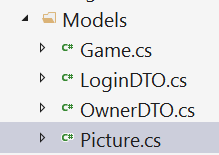 Models
C# Game.cs
C# LoginDTO.cs
C# OwnerDTO.cs
C# Picture.cs